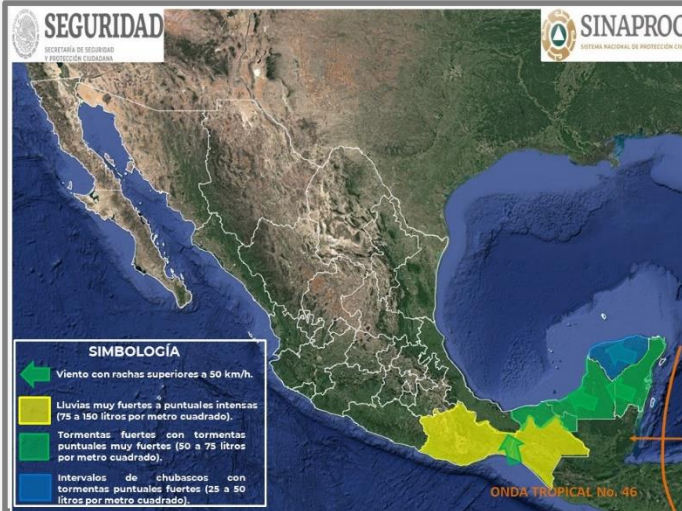 SEGURIDAD
SECRETARÍA DE SEGURIDAD
Y PROTECCIÓN CIUDADANA
SINAPROC
SISTEMA NACIONAL DE PROTECCIÓN CI
SIMBOLOGÍA
Viento con rachas superiores a 50 km/h.
Lluvias muy fuertes a puntuales intensas
(75 a 150 litros por metro cuadrado).
Tormentas fuertes con tormentas
puntuales muy fuertes (50 a 75 litros
por metro cuadrado).
Intervalos de chubascos con
tormentas puntuales fuertes (25 a 50
litros por metro cuadrado).
ONDA TROPICAL No. 46